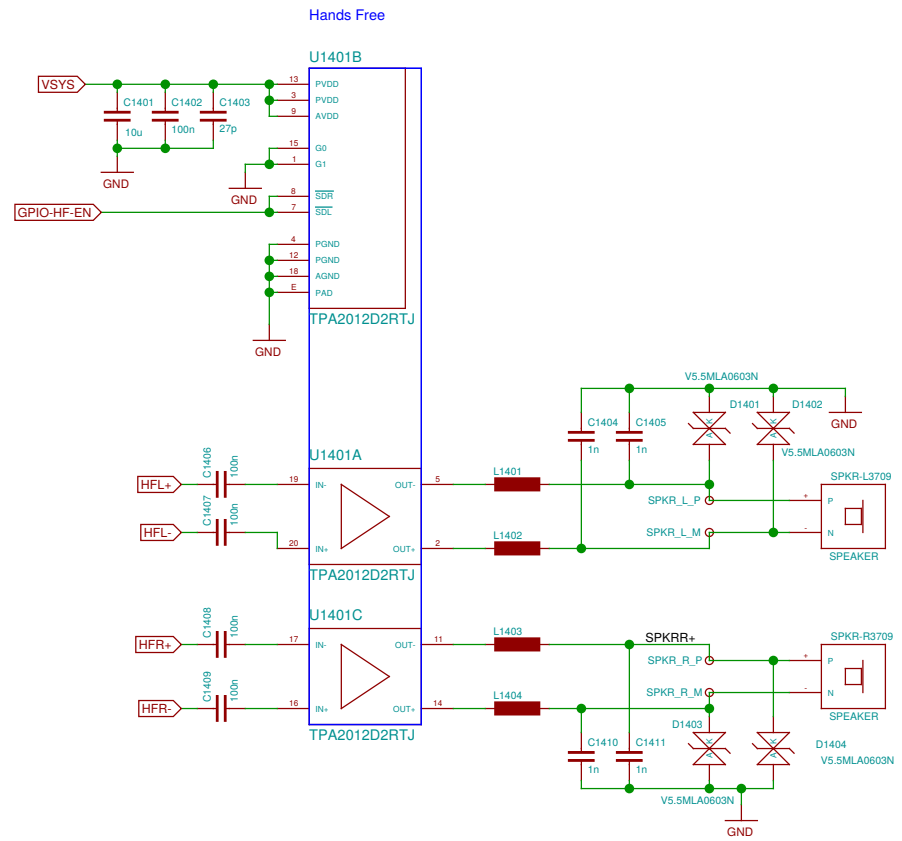 Hands Free
U1401B
VSYS
13 PVDD
C1401 C1402 C1403
3 PVDD
10u 100n 27p
9 AVDD
15 G0
1 G1
GND
GND
8 SDR
GPIO-HF-EN
7 SDL
4 PGND
12 PGND
18 AGND
E PAD
TPA2012D2RTJ
GND
V5.5MLA0603N
D1401 D1402
C1404 C1405
A K
A K
GND
1n 1n
V5.5MLA0603N
U1401A
C1406
100n
HFL+
19 IN-
OUT- 5
L1401
SPKR-L3709
SPKR_L_P
+ P
C1407
100n
HFL-
20 IN+
OUT+ 2
L1402
SPKR_L_M
- N
SPEAKER
TPA2012D2RTJ
U1401C
C1408
100n
HFR+
17 IN-
OUT- 11
L1403
SPKRR+
SPKR-R3709
SPKR_R_P
+ P
C1409
100n
HFR-
16 IN+
OUT+ 14
L1404
SPKR_R_M
- N
SPEAKER
TPA2012D2RTJ
D1403
C1410 C1411
A K
A K
D1404
1n 1n
V5.5MLA0603N
V5.5MLA0603N
GND